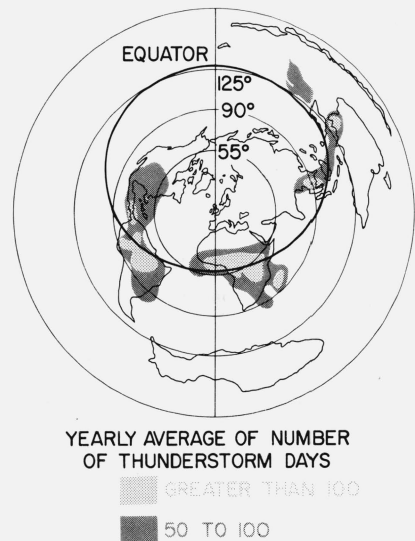 EQUATOR
125°
90°
55°
YEARLY AVERAGE OF NUMBER
OF THUNDERSTORM DAYS
GREATER THAN 100
50 TO 100